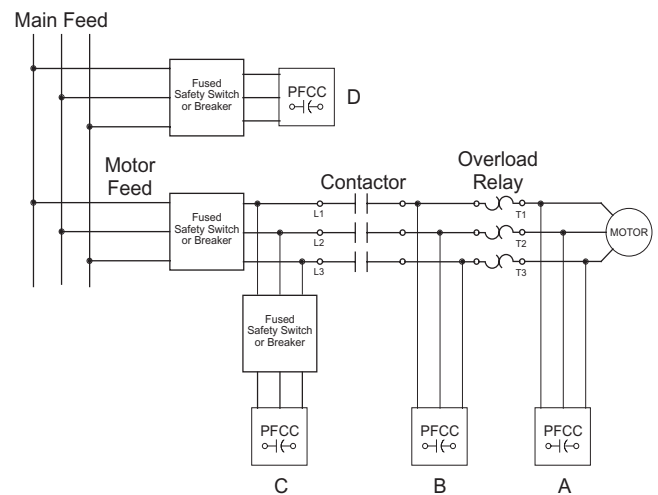 Main Feed
Fused
Safety Switch
or Breaker
PFCC
D
Motor
Feed
Fused
Safety Switch
or Breaker
L1
L2
L3
Contactor
Overload
Relay
T1
T2
T3
MOTOR
Fused
Safety Switch
or Breaker
PFCC
PFCC
PFCC
C
B
A